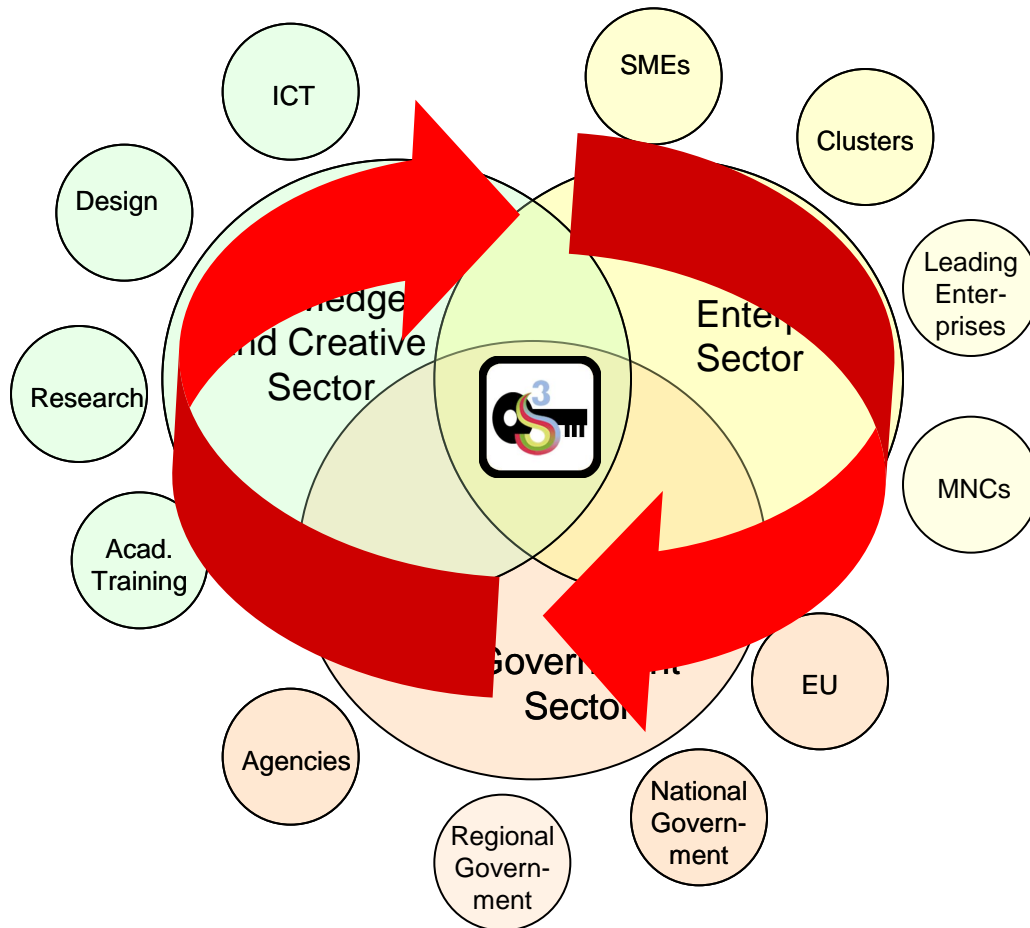 ICT
SMEs
Clusters
Design
Leading
Enter-
prises
Research
and Creative
Sector
Sector
3
MNCs
Acad.
Training
Sector
EU
Agencies
National
Govern-
ment
Regional
Govern-
ment